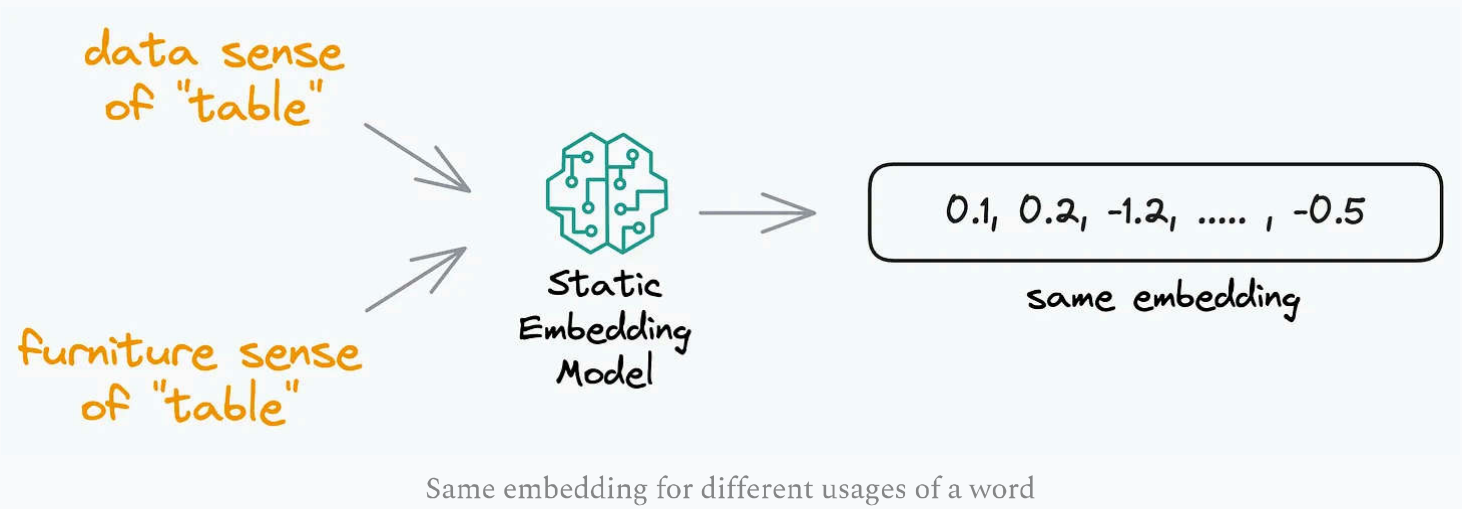 data sense
of "table"
furniture sense
of "table"
Static
Embedding
Model
0.1, 0.2, -1.2, ..... , -0.5
same embedding
Same embedding for different usages of a word